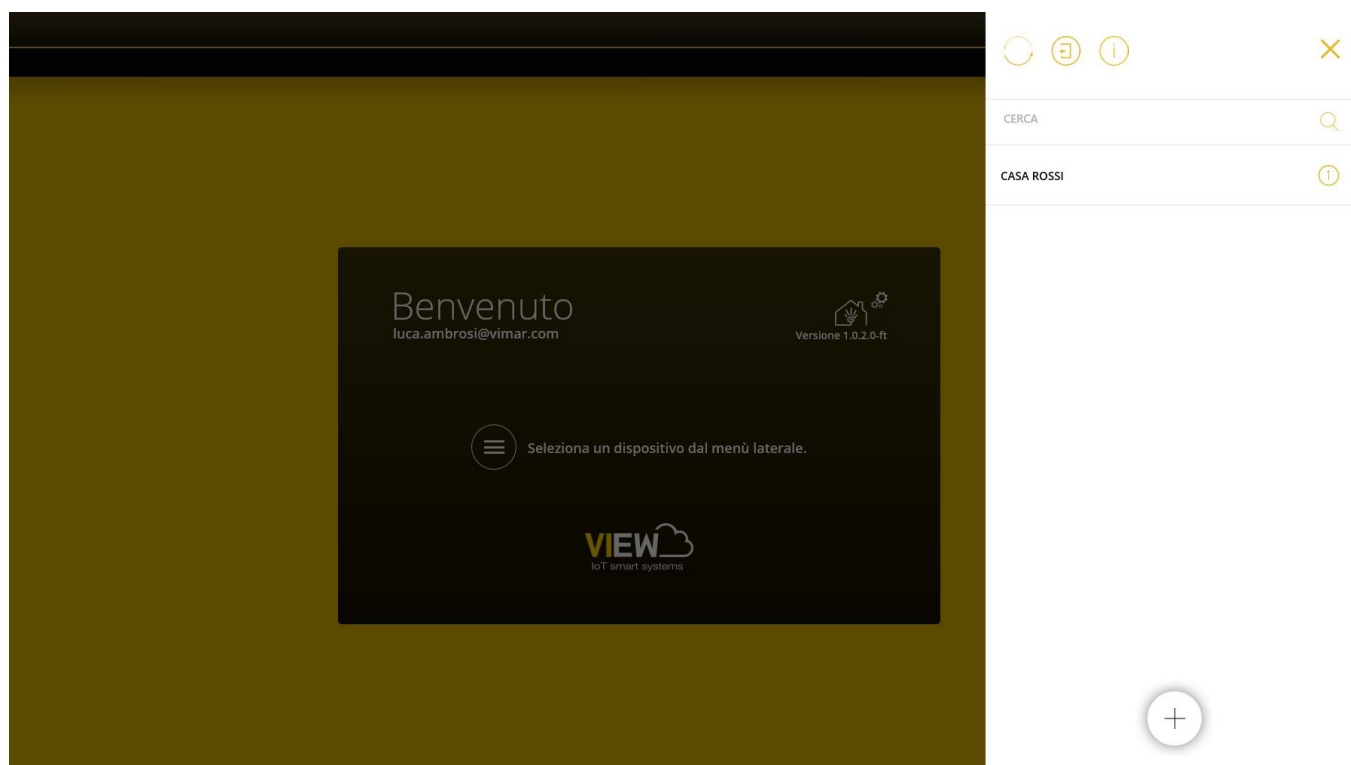 CERCA
CASA ROSSI
Benvenuto
luca.ambrosi@vimar.com
Versione 1.0.2.0-ft
Seleziona un dispositivo dal menù laterale.
VIEW
IoT smart systems